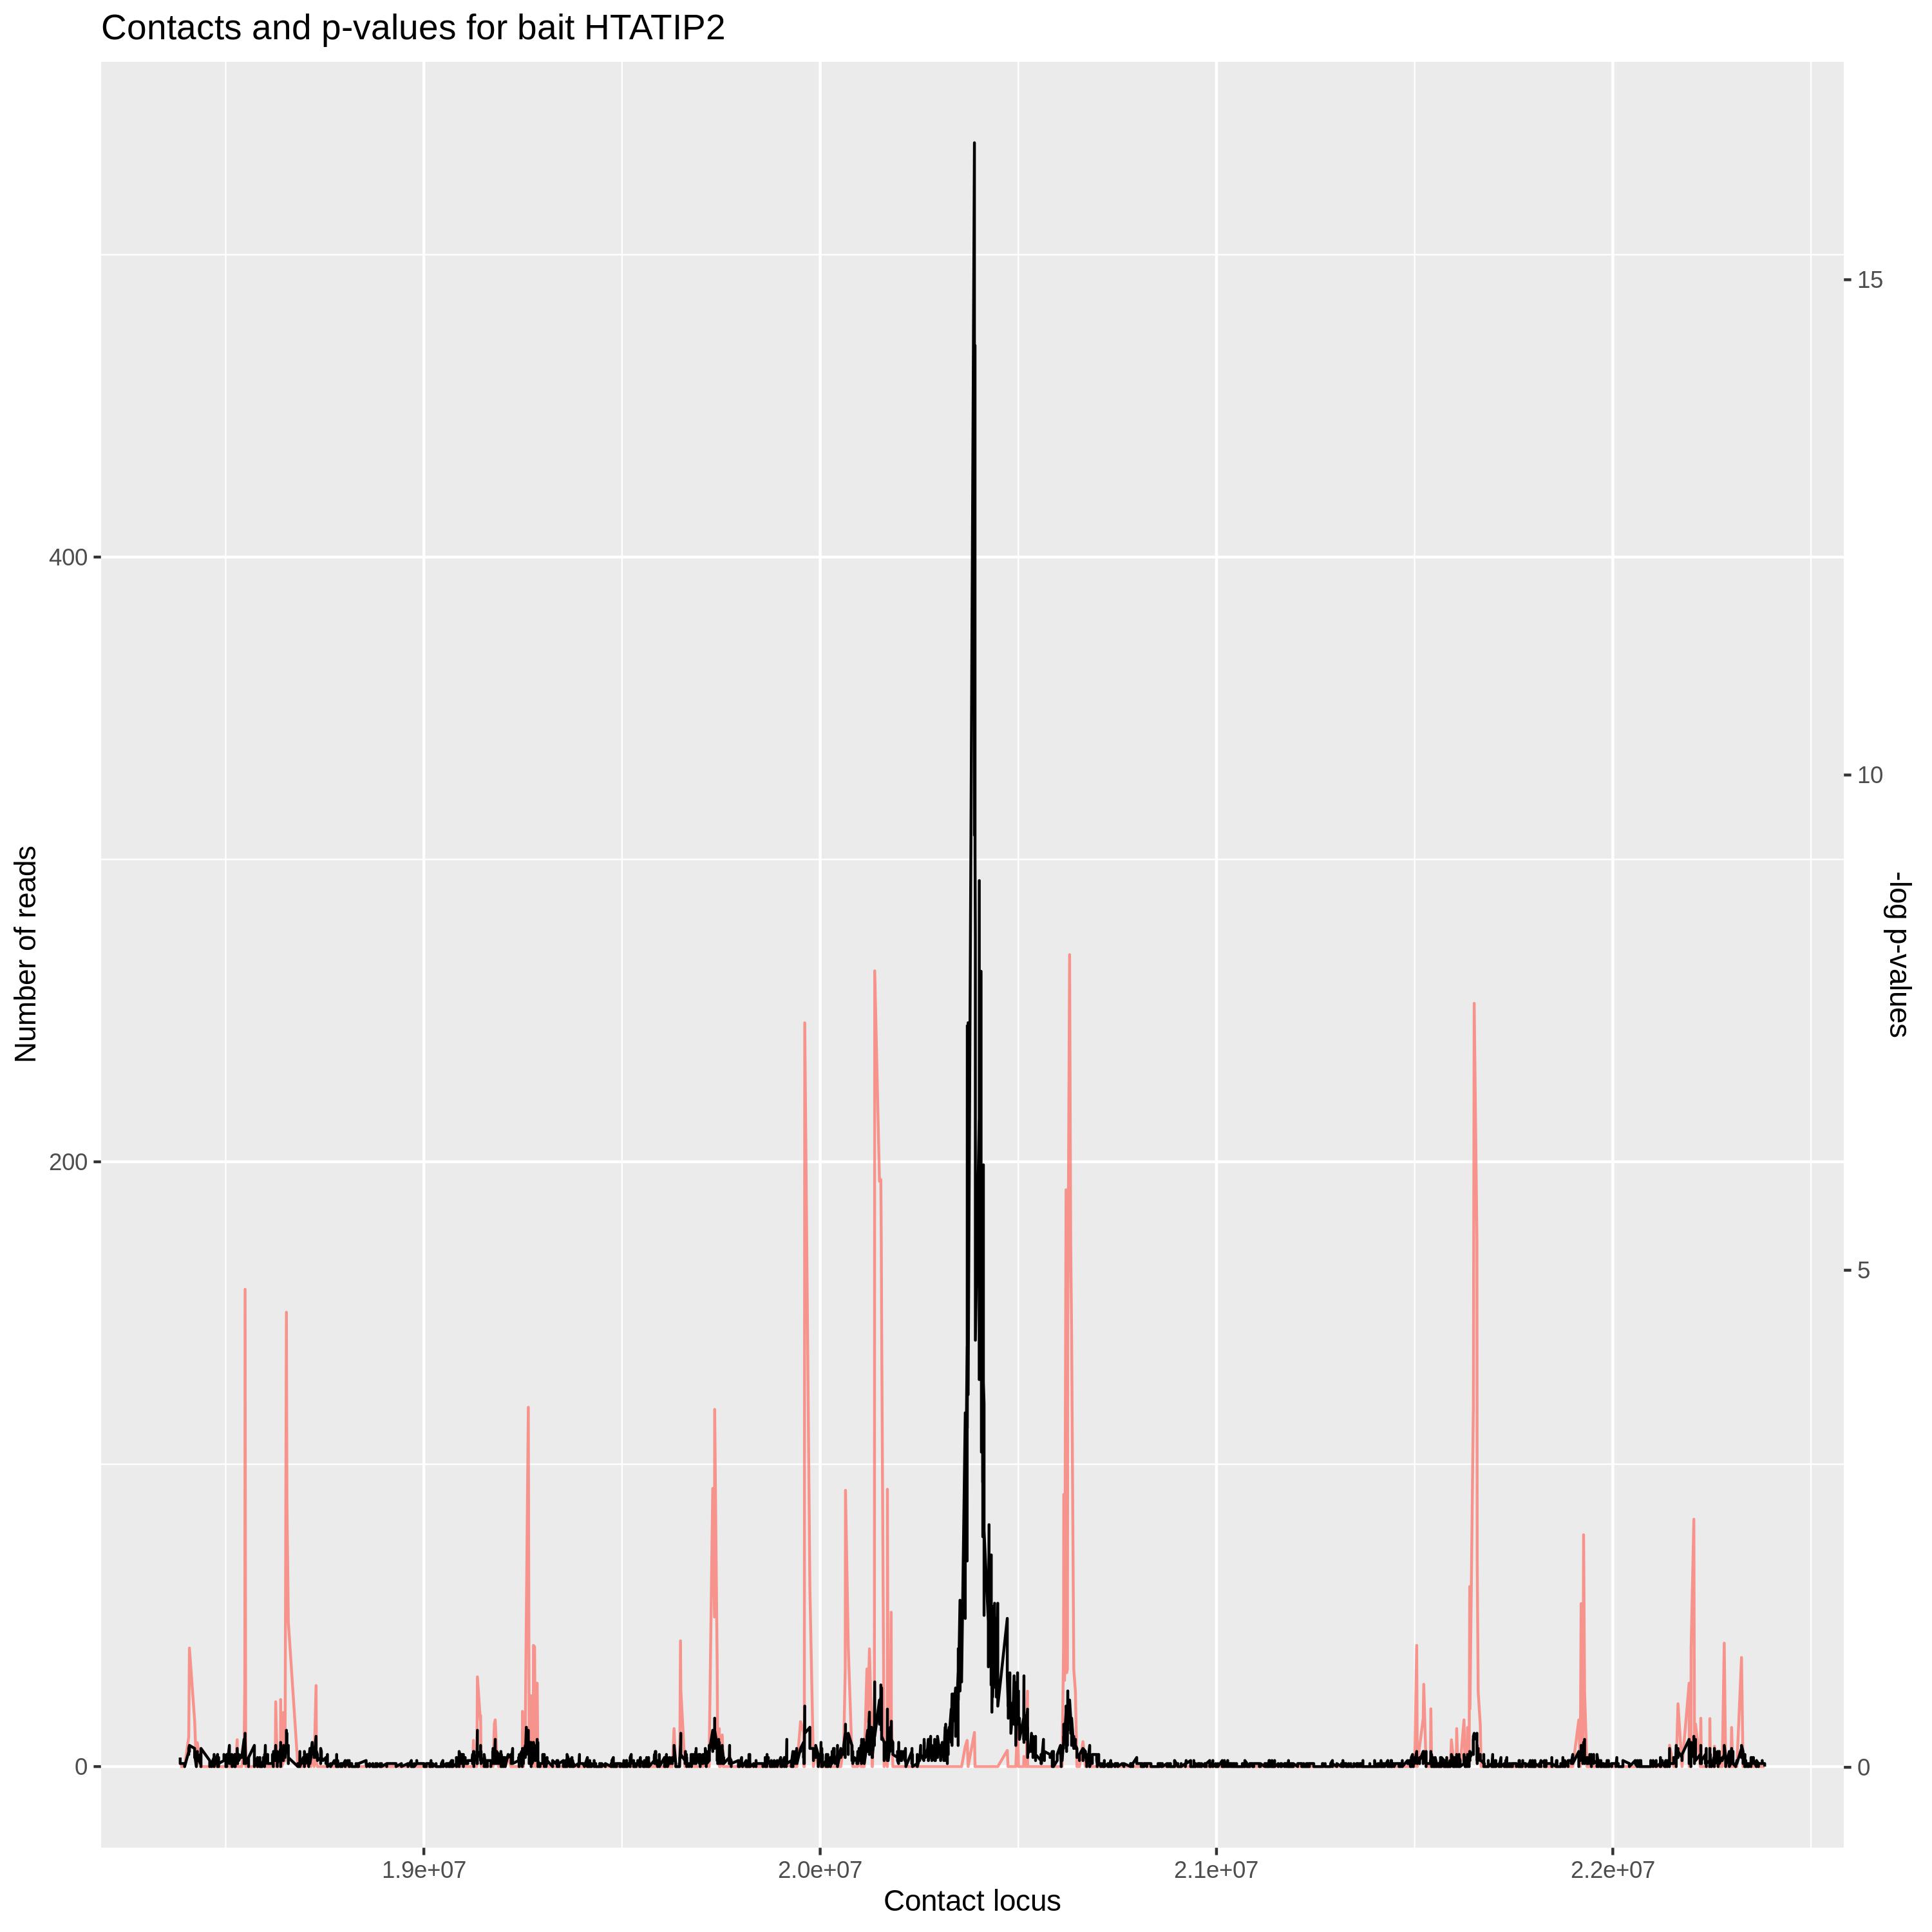 Contacts and p-values for bait HTATIP2
Number of reads
400
200
0
15
10
5
0
-log p-values
1.9e+07
2.0e+07
2.1e+07
2.2e+07
Contact locus